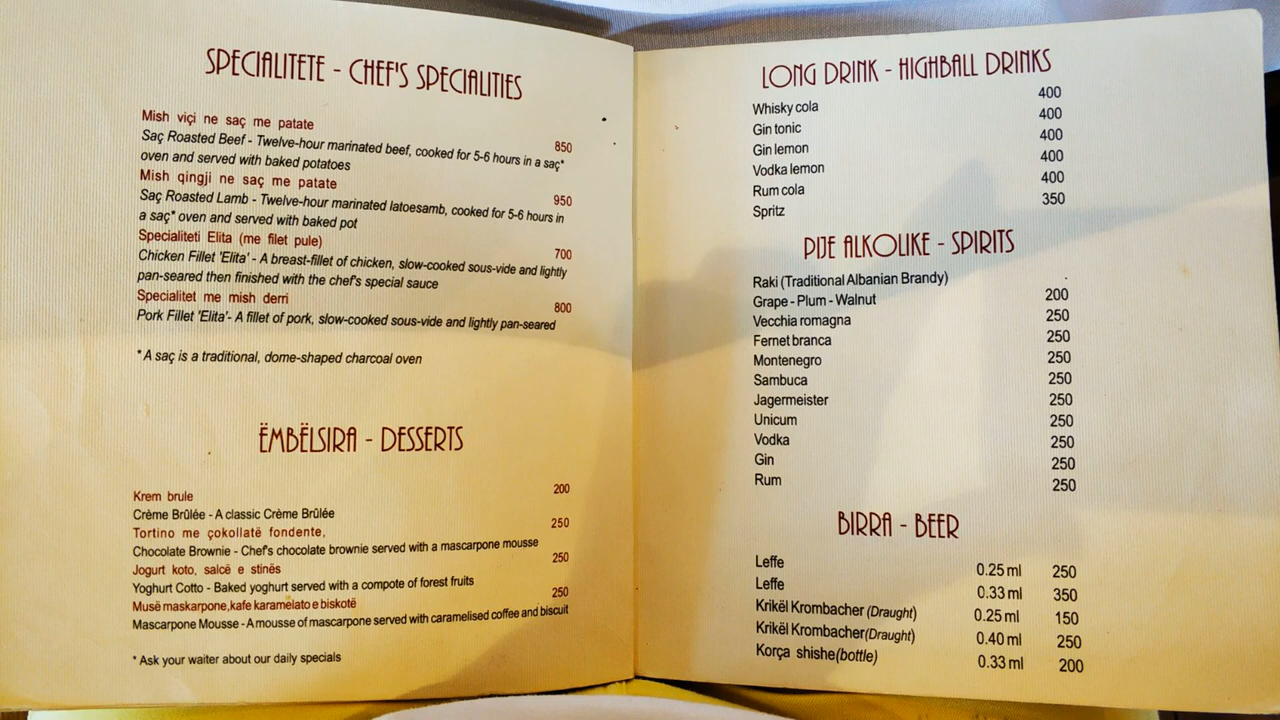 SPECIALITETE - CHEF'S SPECIALITIES
Mish viçi ne saç me patate 850
Saç Roasted Beef - Twelve-hour marinated beef, cooked for 5-6 hours in a saç*
oven and served with baked potatoes
Mish qingji ne saç me patate 950
Saç Roasted Lamb - Twelve-hour marinated latoesamb, cooked for 5-6 hours in
a saç* oven and served with baked pot
Specialiteti Elita (me filet pule) 700
Chicken Fillet 'Elita' - A breast-fillet of chicken, slow-cooked sous-vide and lightly
pan-seared then finished with the chef's special sauce
Specialitet me mish derri 800
Pork Fillet 'Elita'- A fillet of pork, slow-cooked sous-vide and lightly pan-seared
* A saç is a traditional, dome-shaped charcoal oven
ËMBËLSIRA - DESSERTS
Krem brule 200
Crème Brûlée - A classic Crème Brûlée
Tortino me çokollatë fondente, 250
Chocolate Brownie - Chef's chocolate brownie served with a mascarpone mousse
Jogurt koto, salcë e stinës 250
Yoghurt Cotto - Baked yoghurt served with a compote of forest fruits
Musë maskarpone,kafe karamelato e biskotë 250
Mascarpone Mousse - A mousse of mascarpone served with caramelised coffee and biscuit
* Ask your waiter about our daily specials
LONG DRINK - HIGHBALL DRINKS
Whisky cola 400
Gin tonic 400
Gin lemon 400
Vodka lemon 400
Rum cola 400
Spritz 350
PIJE ALKOLIKE - SPIRITS
Raki (Traditional Albanian Brandy)
Grape - Plum - Walnut 200
Vecchia romagna 250
Fernet branca 250
Montenegro 250
Sambuca 250
Jagermeister 250
Unicum 250
Vodka 250
Gin 250
Rum 250
BIRRA - BEER
Leffe 0.25 ml 250
Leffe 0.33 ml 350
Krikël Krombacher (Draught) 0.25 ml 150
Krikël Krombacher(Draught) 0.40 ml 250
Korça shishe(bottle) 0.33 ml 200